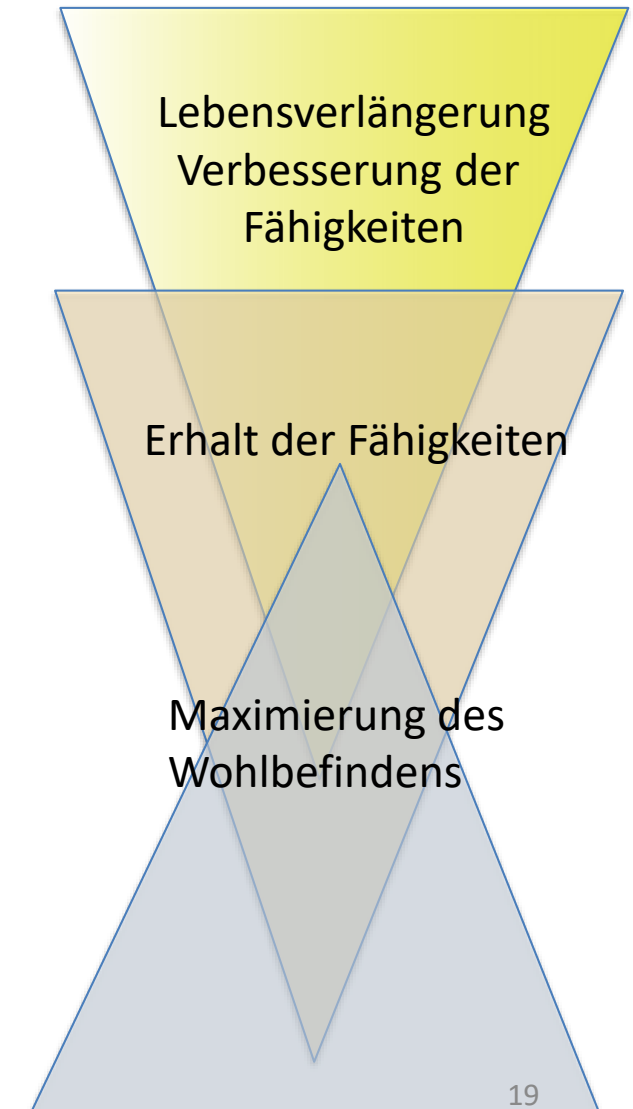 Lebensverlängerung
Verbesserung der
Fähigkeiten
Erhalt der Fähigkeiten
Maximierung des
Wohlbefindens
19